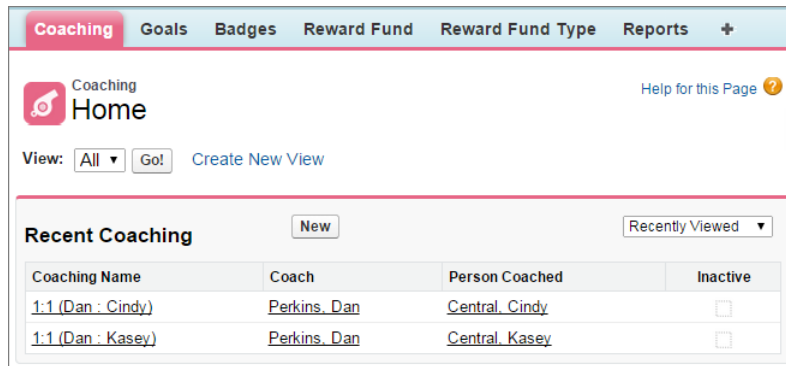 Coaching Goals Badges Reward Fund Reward Fund Type Reports +
Coaching
Home
Help for this Page ?
View: All Go! Create New View
Recent Coaching New Recently Viewed
Coaching Name Coach Person Coached Inactive
1:1 (Dan : Cindy) Perkins, Dan Central, Cindy
1:1 (Dan : Kasey) Perkins, Dan Central, Kasey